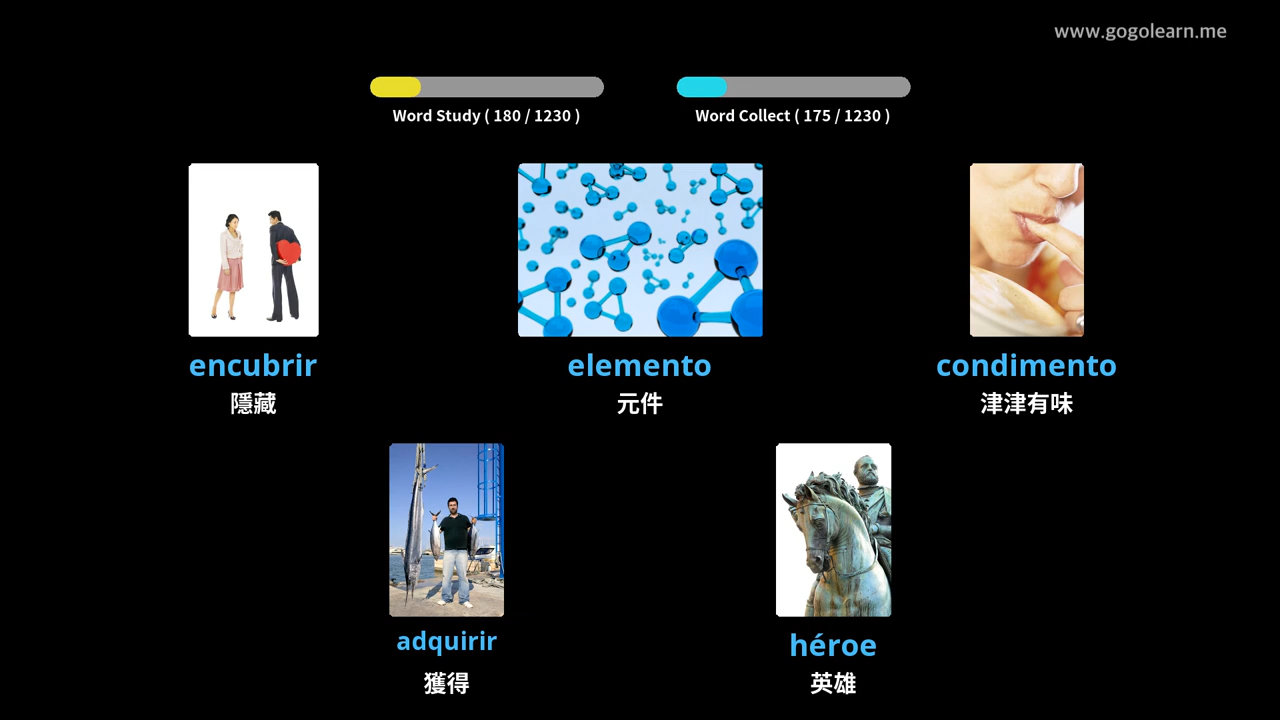 www.gogolearn.me
Word Study ( 180 / 1230 )
Word Collect ( 175 / 1230 )
encubrir
隱藏
elemento
元件
condimento
津津有味
adquirir
獲得
héroe
英雄